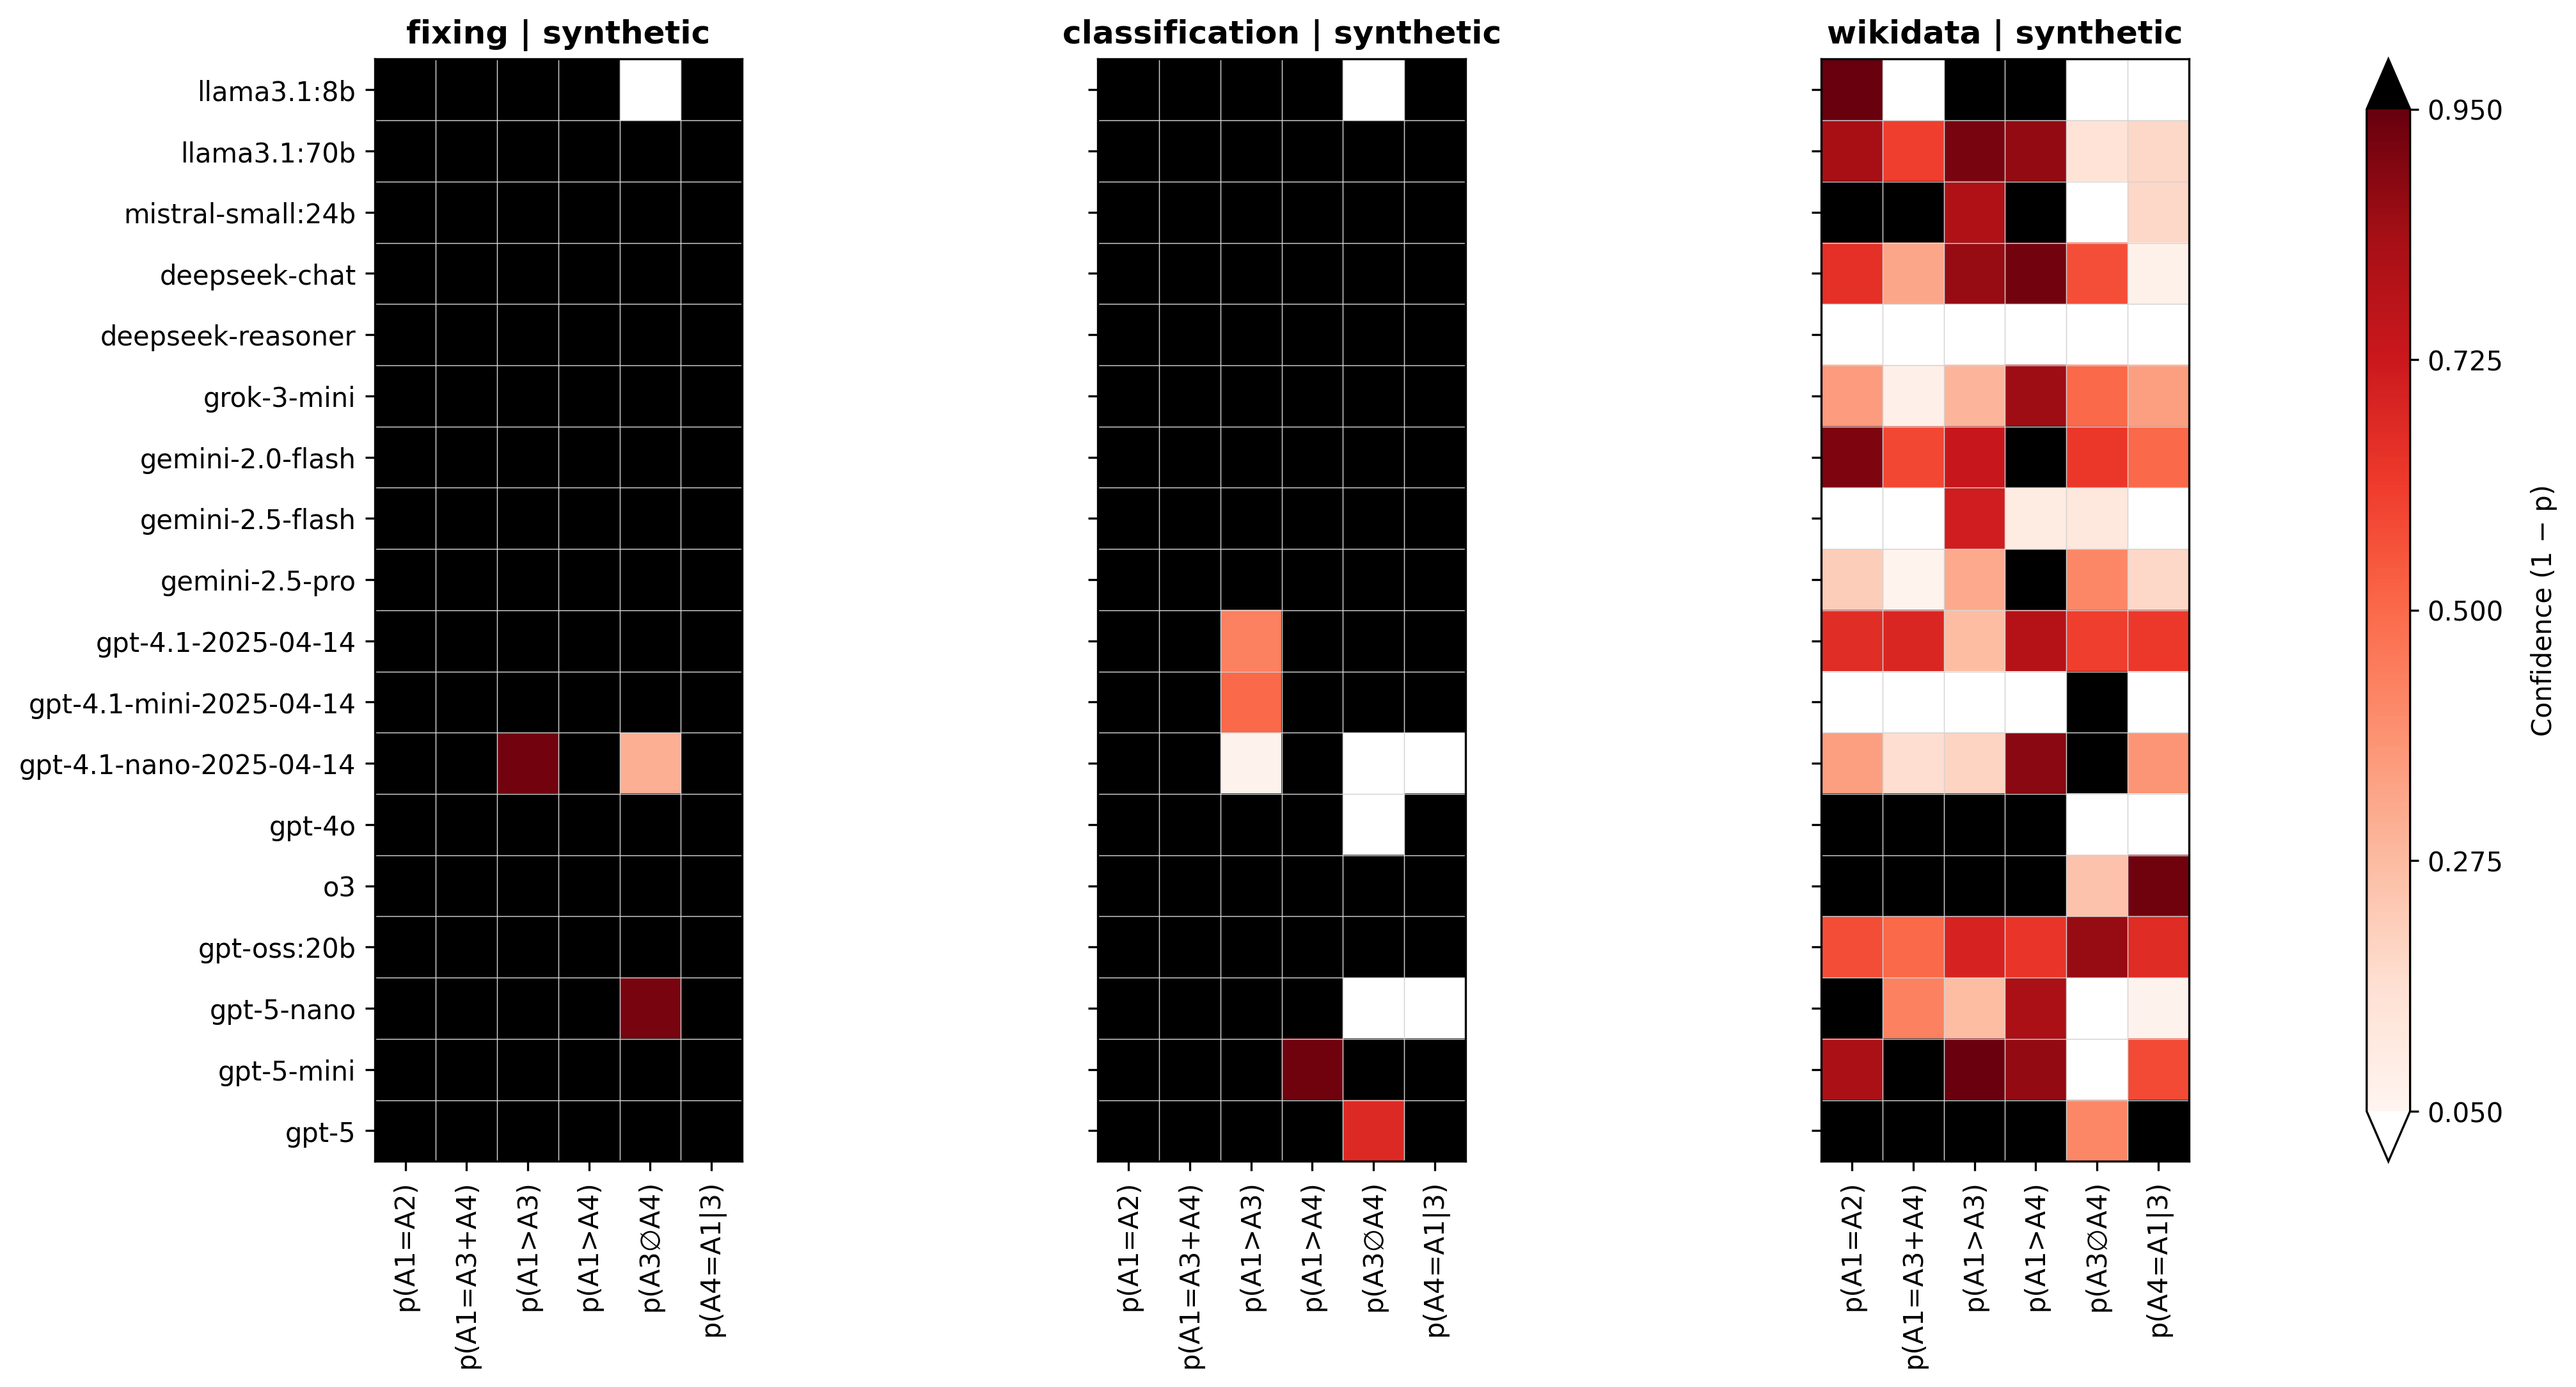 fixing | synthetic
classification | synthetic
wikidata | synthetic
llama3.1:8b
llama3.1:70b
mistral-small:24b
deepseek-chat
deepseek-reasoner
grok-3-mini
gemini-2.0-flash
gemini-2.5-flash
gemini-2.5-pro
gpt-4.1-2025-04-14
gpt-4.1-mini-2025-04-14
gpt-4.1-nano-2025-04-14
gpt-4o
o3
gpt-oss:20b
gpt-5-nano
gpt-5-mini
gpt-5
p(A1=A2)
p(A1=A3+A4)
p(A1>A3)
p(A1>A4)
p(A3∅A4)
p(A4=A1|3)
p(A1=A2)
p(A1=A3+A4)
p(A1>A3)
p(A1>A4)
p(A3∅A4)
p(A4=A1|3)
p(A1=A2)
p(A1=A3+A4)
p(A1>A3)
p(A1>A4)
p(A3∅A4)
p(A4=A1|3)
0.950
0.725
0.500
0.275
0.050
Confidence (1 − p)